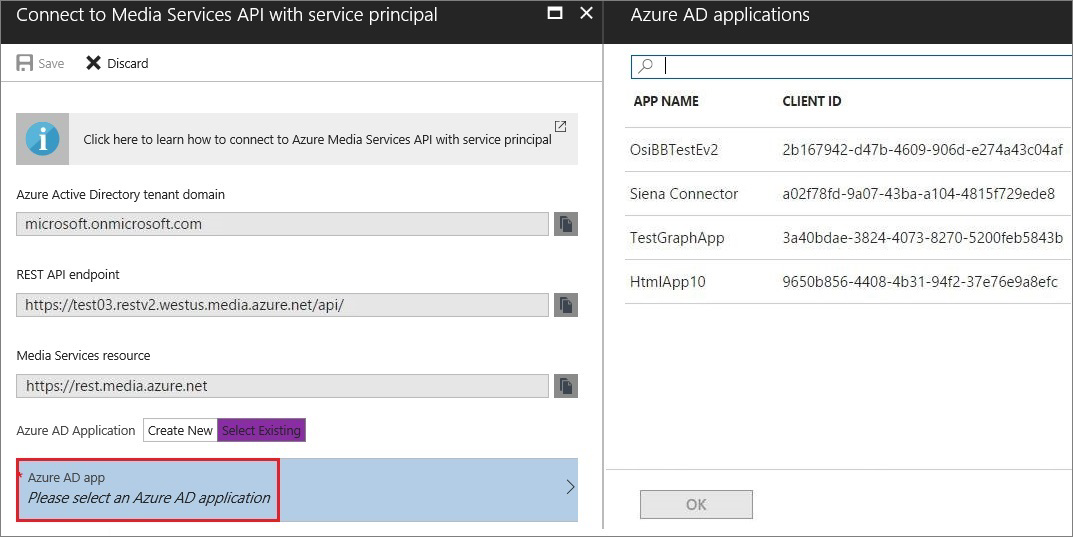 Connect to Media Services API with service principal
Save Discard
Click here to learn how to connect to Azure Media Services API with service principal
Azure Active Directory tenant domain
microsoft.onmicrosoft.com
REST API endpoint
https://test03.restv2.westus.media.azure.net/api/
Media Services resource
https://rest.media.azure.net
Azure AD Application Create New Select Existing
* Azure AD app
Please select an Azure AD application
Azure AD applications
APP NAME CLIENT ID
OsiBBTestEv2 2b167942-d47b-4609-906d-e274a43c04af
Siena Connector a02f78fd-9a07-43ba-a104-4815f729ede8
TestGraphApp 3a40bdae-3824-4073-8270-5200feb5843b
HtmlApp10 9650b856-4408-4b31-94f2-37e76e9a8efc
OK